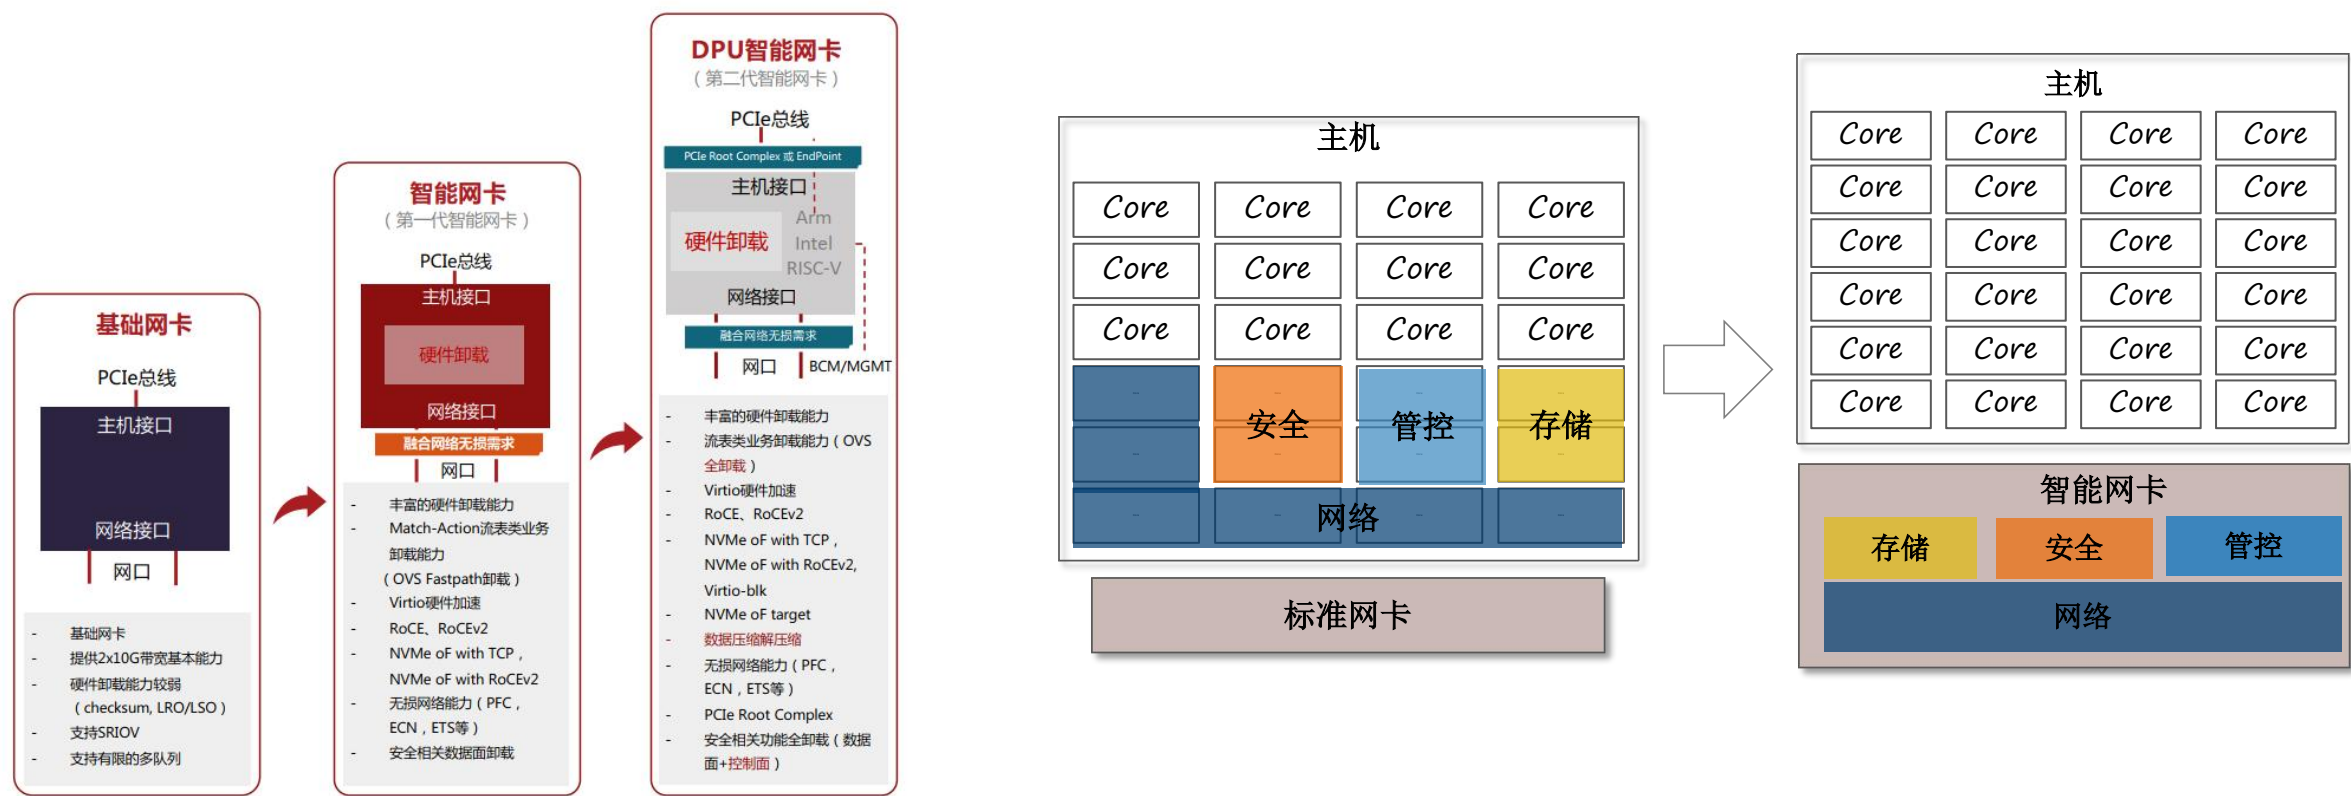 基础网卡
PCIe总线
主机接口
网络接口
网口
- 基础网卡
- 提供2x10G带宽基本能力
- 硬件卸载能力较弱
（checksum, LRO/LSO）
- 支持SRIOV
- 支持有限的多队列
智能网卡
（第一代智能网卡）
PCIe总线
主机接口
硬件卸载
网络接口
融合网络无损需求
网口
- 丰富的硬件卸载能力
- Match-Action流表类业务
卸载能力
（OVS Fastpath卸载）
- Virtio硬件加速
- RoCE、RoCEv2
- NVMe oF with TCP，
NVMe oF with RoCEv2
- 无损网络能力（PFC，
ECN，ETS等）
- 安全相关数据面卸载
DPU智能网卡
（第二代智能网卡）
PCIe总线
PCIe Root Complex 或 EndPoint
主机接口
硬件卸载
Arm
Intel
RISC-V
网络接口
融合网络无损需求
网口
BCM/MGMT
- 丰富的硬件卸载能力
- 流表类业务卸载能力（OVS
全卸载）
- Virtio硬件加速
- RoCE、RoCEv2
- NVMe oF with TCP，
NVMe oF with RoCEv2,
Virtio-blk
- NVMe oF target
- 数据压缩解压缩
- 无损网络能力（PFC，
ECN，ETS等）
- PCIe Root Complex
- 安全相关功能全卸载（数据
面+控制面）
主机
Core Core Core Core
Core Core Core Core
Core Core Core Core
安全 管控 存储
网络
标准网卡
主机
Core Core Core Core
Core Core Core Core
Core Core Core Core
Core Core Core Core
Core Core Core Core
Core Core Core Core
智能网卡
存储 安全 管控
网络